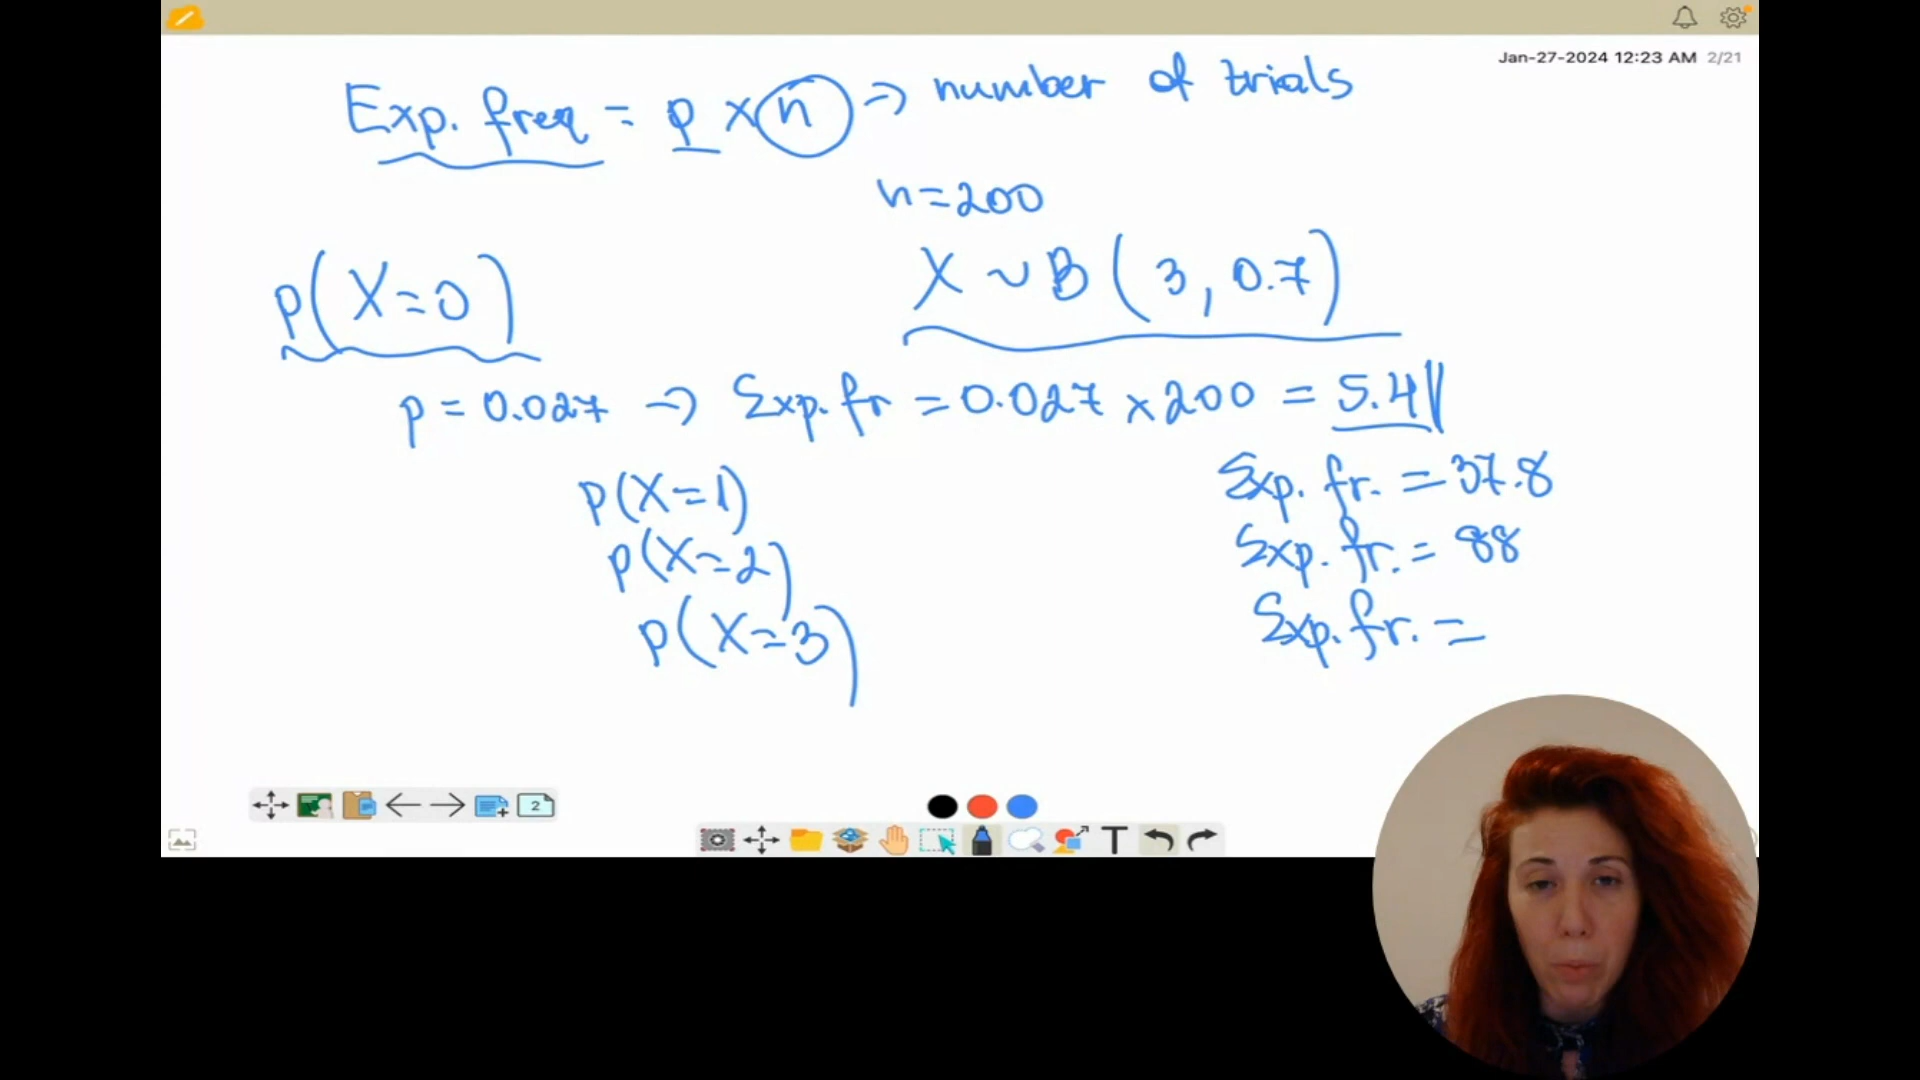 Jan-27-2024 12:23 AM 2/21
Exp. freq = p × n → number of trials
n=200
P(X=0)
X ~ B(3, 0.7)
p = 0.027 → Exp. fr = 0.027 × 200 = 5.4
P(X=1)
Exp. fr. = 37.8
P(X=2)
Exp. fr. = 88
P(X=3)
Exp. fr. =
2
T